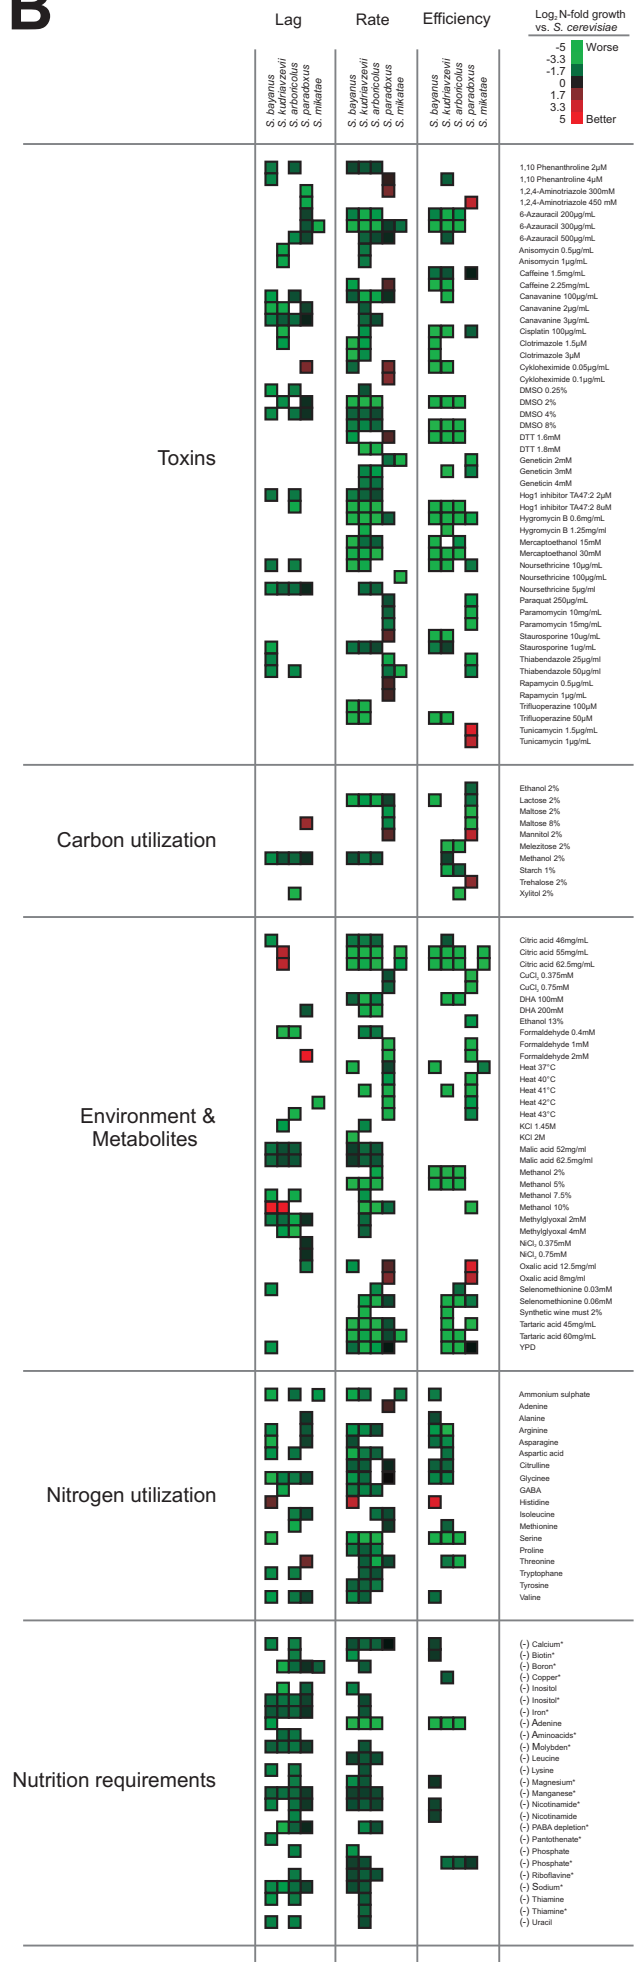 B
Lag
Rate
Efficiency
Log₂ N-fold growth
vs. S. cerevisiae
-5 Worse
-3.3
-1.7
0
1.7
3.3
5 Better
S. bayanus
S. kudriavzevii
S. arboricolus
S. paradoxus
S. mikatae
S. bayanus
S. kudriavzevii
S. arboricolus
S. paradoxus
S. mikatae
S. bayanus
S. kudriavzevii
S. arboricolus
S. paradoxus
S. mikatae
Toxins
1,10 Phenanthroline 2µM
1,10 Phenantroline 4µM
1,2,4-Aminotriazole 300mM
1,2,4-Aminotriazole 450 mM
6-Azauracil 200µg/mL
6-Azauracil 300µg/mL
6-Azauracil 500µg/mL
Anisomycin 0.5µg/mL
Anisomycin 1µg/mL
Caffeine 1.5mg/mL
Caffeine 2.25mg/mL
Canavanine 100µg/mL
Canavanine 2µg/mL
Canavanine 3µg/mL
Cisplatin 100µg/mL
Clotrimazole 1.5µM
Clotrimazole 3µM
Cykloheximide 0.05µg/mL
Cykloheximide 0.1µg/mL
DMSO 0.25%
DMSO 2%
DMSO 4%
DMSO 8%
DTT 1.6mM
DTT 1.8mM
Geneticin 2mM
Geneticin 3mM
Geneticin 4mM
Hog1 inhibitor TA47:2 2µM
Hog1 inhibitor TA47:2 8uM
Hygromycin B 0.6mg/mL
Hygromycin B 1.25mg/ml
Mercaptoethanol 15mM
Mercaptoethanol 30mM
Noursethricine 10µg/mL
Noursethricine 100µg/mL
Noursethricine 5µg/ml
Paraquat 250µg/mL
Paramomycin 10mg/mL
Paramomycin 15mg/mL
Staurosporine 10ug/mL
Staurosporine 1ug/mL
Thiabendazole 25µg/ml
Thiabendazole 50µg/ml
Rapamycin 0.5µg/mL
Rapamycin 1µg/mL
Trifluoperazine 100µM
Trifluoperazine 50µM
Tunicamycin 1.5µg/mL
Tunicamycin 1µg/mL
Carbon utilization
Ethanol 2%
Lactose 2%
Maltose 2%
Maltose 8%
Mannitol 2%
Melezitose 2%
Methanol 2%
Starch 1%
Trehalose 2%
Xylitol 2%
Environment &
Metabolites
Citric acid 46mg/mL
Citric acid 55mg/mL
Citric acid 62.5mg/mL
CuCl₂ 0.375mM
CuCl₂ 0.75mM
DHA 100mM
DHA 200mM
Ethanol 13%
Formaldehyde 0.4mM
Formaldehyde 1mM
Formaldehyde 2mM
Heat 37°C
Heat 40°C
Heat 41°C
Heat 42°C
Heat 43°C
KCl 1.45M
KCl 2M
Malic acid 52mg/ml
Malic acid 62.5mg/ml
Methanol 2%
Methanol 5%
Methanol 7.5%
Methanol 10%
Methylglyoxal 2mM
Methylglyoxal 4mM
NiCl₂ 0.375mM
NiCl₂ 0.75mM
Oxalic acid 12.5mg/ml
Oxalic acid 8mg/ml
Selenomethionine 0.03mM
Selenomethionine 0.06mM
Synthetic wine must 2%
Tartaric acid 45mg/mL
Tartaric acid 60mg/mL
YPD
Nitrogen utilization
Ammonium sulphate
Adenine
Alanine
Arginine
Asparagine
Aspartic acid
Citrulline
Glycinee
GABA
Histidine
Isoleucine
Methionine
Serine
Proline
Threonine
Tryptophane
Tyrosine
Valine
Nutrition requirements
(-) Calcium*
(-) Biotin*
(-) Boron*
(-) Copper*
(-) Inositol
(-) Inositol*
(-) Iron*
(-) Adenine
(-) Aminoacids*
(-) Molybden*
(-) Leucine
(-) Lysine
(-) Magnesium*
(-) Manganese*
(-) Nicotinamide*
(-) Nicotinamide
(-) PABA depletion*
(-) Pantothenate*
(-) Phosphate
(-) Phosphate*
(-) Riboflavine*
(-) Sodium*
(-) Thiamine
(-) Thiamine*
(-) Uracil